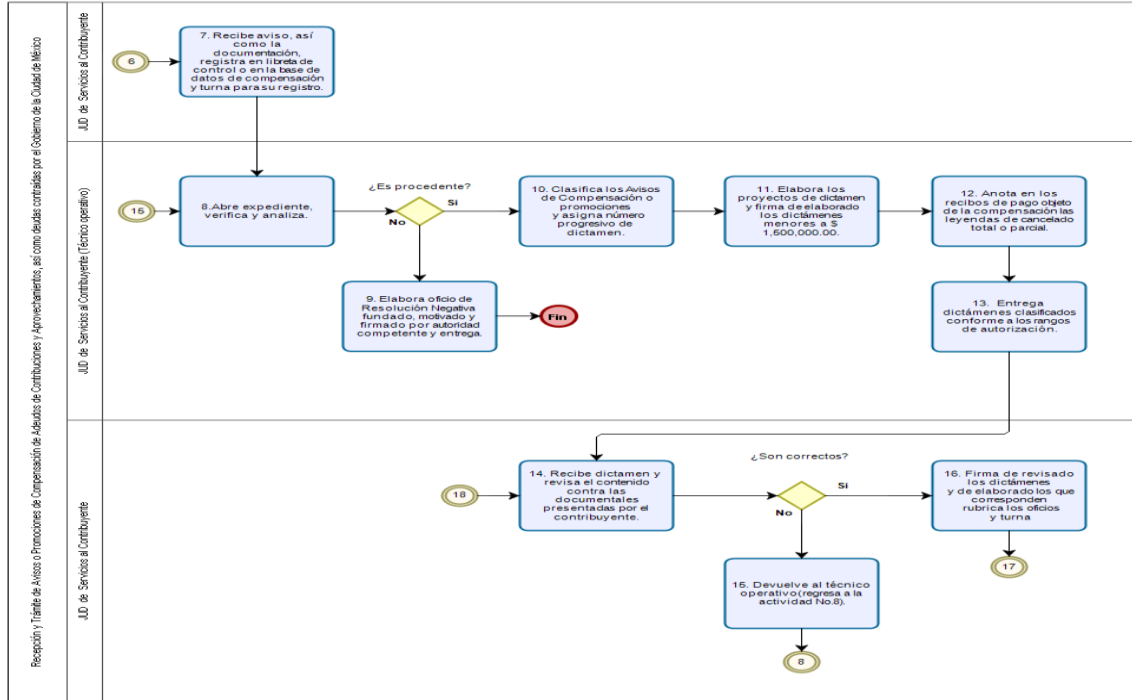 Recepción y Trámite de Avisos o Promociones de Compensación de Adeudos de Contribuciones y Aprovechamientos, así como deudas contraídas por el Gobierno de la Ciudad de México
JUD de Servicios al Contribuyente
6
7. Recibe aviso, así
como la
documentación,
registra en libreta de
control o en la base de
datos de compensación
y turna para su registro.
JUD de Servicios al Contribuyente (Técnico operativo)
15
8.Abre expediente,
verifica y analiza.
¿Es procedente?
Si
No
9. Elabora oficio de
Resolución Negativa
fundado, motivado y
firmado por autoridad
competente y entrega.
Fin
10. Clasifica los Avisos
de Compensación o
promociones
y asigna número
progresivo de
dictamen.
11. Elabora los
proyectos de dictamen
y firma de elaborado
los dictámenes
menores a $
1,500,000.00.
12. Anota en los
recibos de pago objeto
de la compensación las
leyendas de cancelado
total o parcial.
13. Entrega
dictámenes clasificados
conforme a los rangos
de autorización.
JUD de Servicios al Contribuyente
18
14. Recibe dictamen y
revisa el contenido
contra las
documentales
presentadas por el
contribuyente.
¿Son correctos?
Si
No
15. Devuelve al técnico
operativo(regresa a la
actividad No.8).
8
16. Firma de revisado
los dictámenes
y de elaborado los que
corresponden
rubrica los oficios
y turna
17